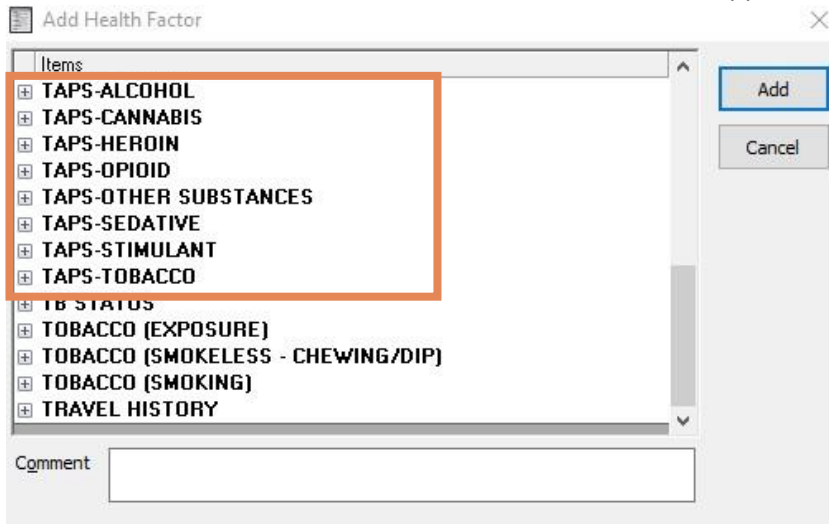 Add Health Factor
Items
TAPS-ALCOHOL
TAPS-CANNABIS
TAPS-HEROIN
TAPS-OPIOID
TAPS-OTHER SUBSTANCES
TAPS-SEDATIVE
TAPS-STIMULANT
TAPS-TOBACCO
TB STATUS
TOBACCO (EXPOSURE)
TOBACCO (SMOKELESS - CHEWING/DIP)
TOBACCO (SMOKING)
TRAVEL HISTORY
Add
Cancel
Comment